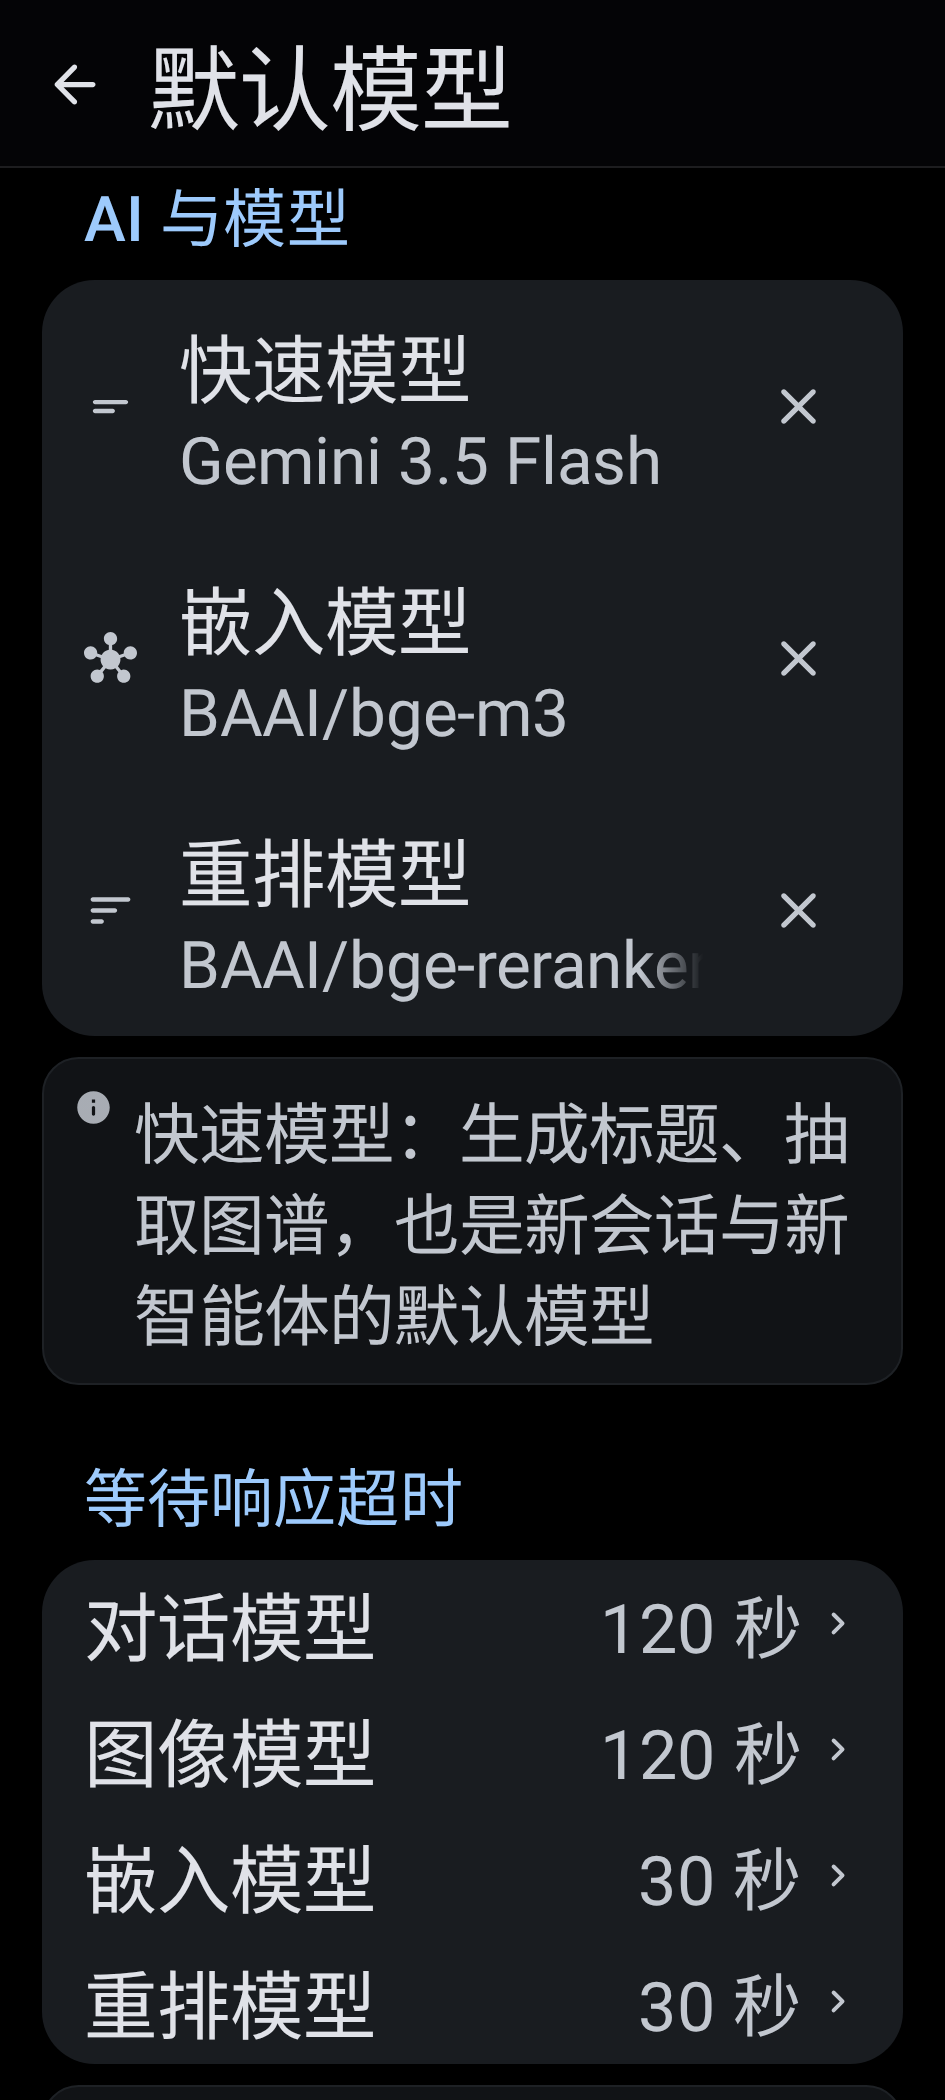 默认模型
AI 与模型
快速模型
Gemini 3.5 Flash
嵌入模型
BAAI/bge-m3
重排模型
BAAI/bge-reranker
快速模型：生成标题、抽
取图谱，也是新会话与新
智能体的默认模型
等待响应超时
对话模型
120 秒
图像模型
120 秒
嵌入模型
30 秒
重排模型
30 秒